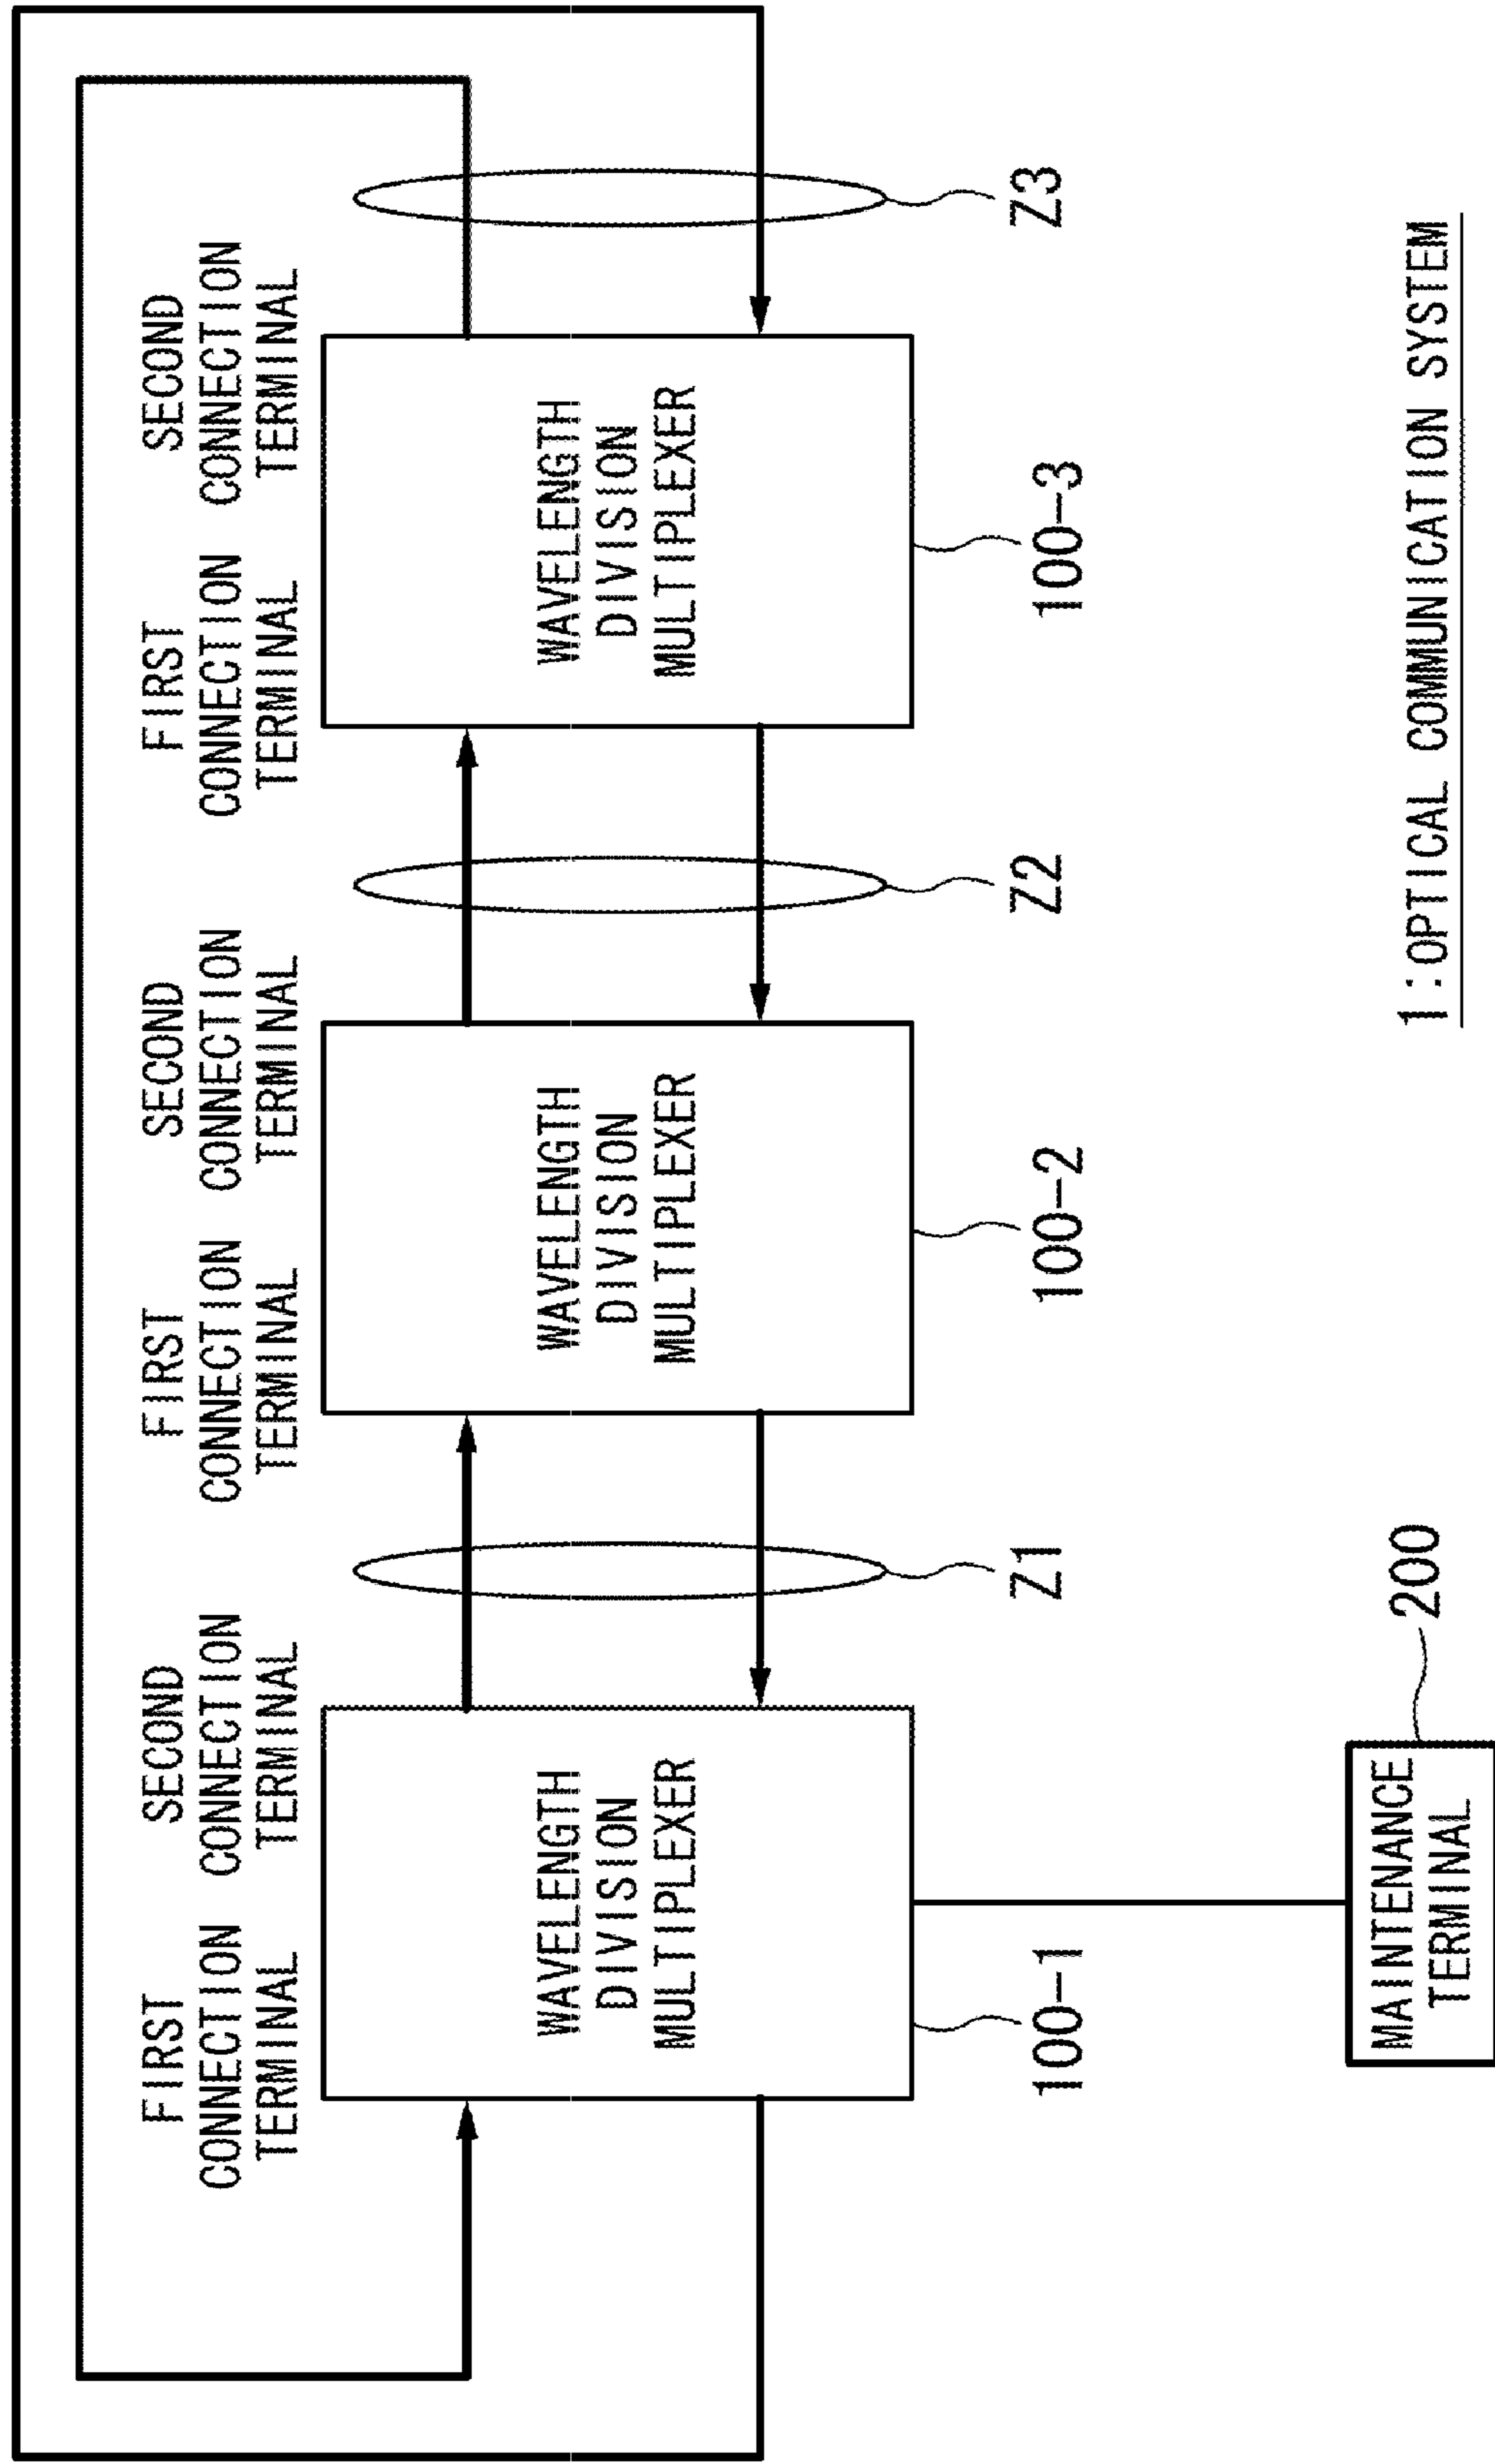 FIRST
CONNECTION
TERMINAL
SECOND
CONNECTION
TERMINAL
FIRST
CONNECTION
TERMINAL
SECOND
CONNECTION
TERMINAL
FIRST
CONNECTION
TERMINAL
SECOND
CONNECTION
TERMINAL
WAVELENGTH
DIVISION
MULTIPLEXER
WAVELENGTH
DIVISION
MULTIPLEXER
WAVELENGTH
DIVISION
MULTIPLEXER
100-1
Z1
100-2
Z2
100-3
Z3
MAINTENANCE
TERMINAL
200
1:OPTICAL COMMUNICATION SYSTEM